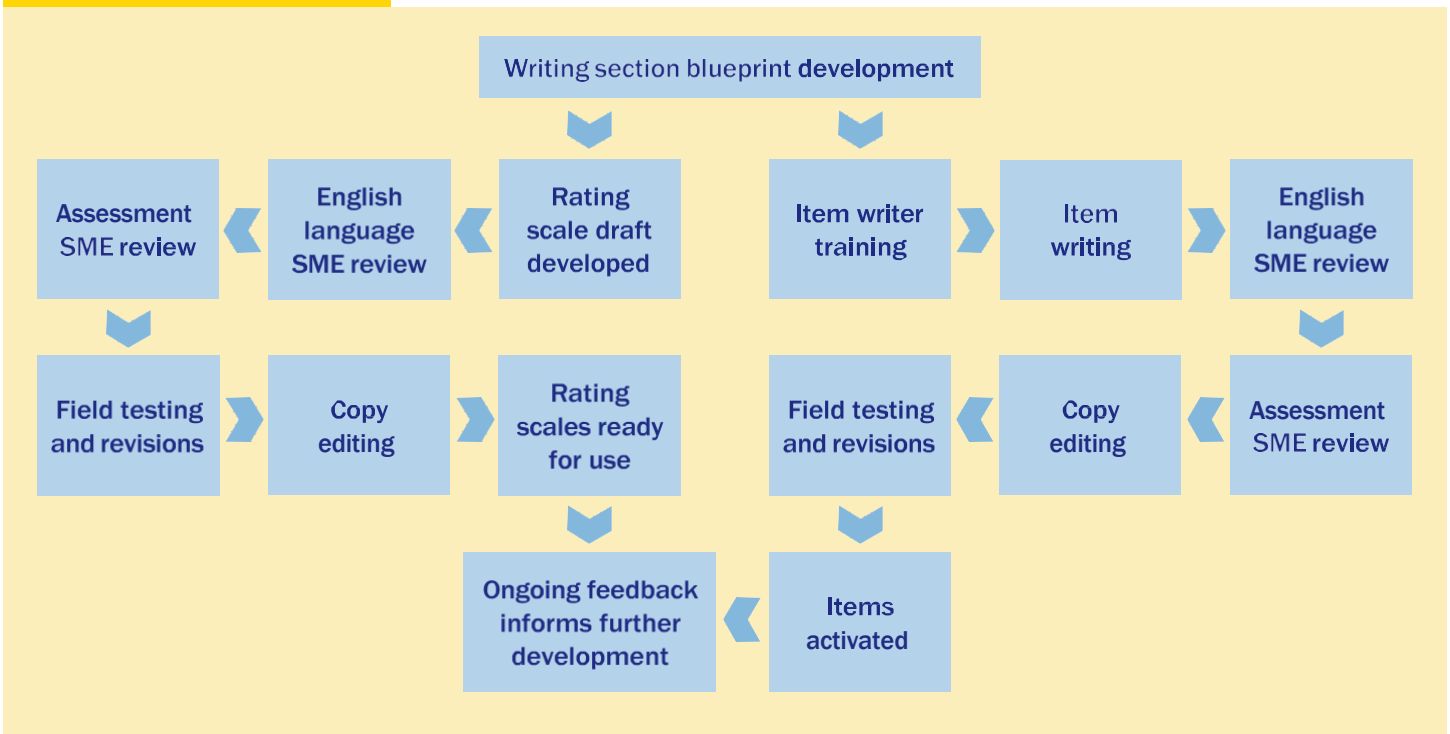 Writing section blueprint development
Assessment
SME review
English
language
SME review
Rating
scale draft
developed
Item writer
training
Item
writing
English
language
SME review
Field testing
and revisions
Copy
editing
Rating
scales ready
for use
Field testing
and revisions
Copy
editing
Assessment
SME review
Ongoing feedback
informs further
development
Items
activated